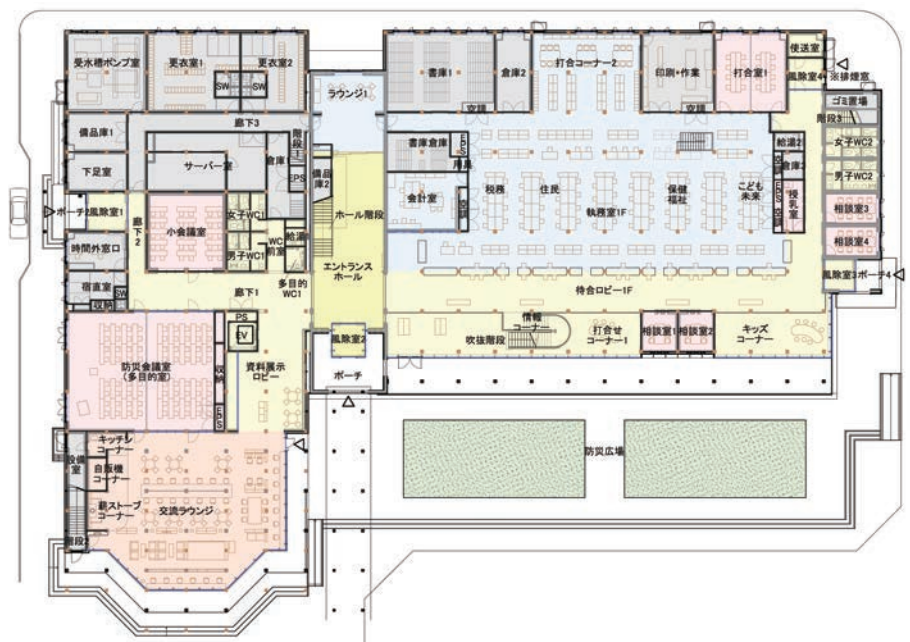 受水槽ポンプ室
更衣室1
更衣室2
SW
SW
ラウンジ1
書庫1
倉庫2
打合コーナー2
印刷・作業
打合室1
便送室
風除室4
※排煙窓
空調
空調
ゴミ置場
階段3
備品庫1
廊下3
階段1
倉庫
EPS
サーバー室
下足室
備品庫2
書庫倉庫
EPS
会計室
空調
税務
住民
保健
福祉
こども
未来
執務室1F
給湯2
倉庫3
EPS
空調
授乳室
女子WC2
男子WC2
相談室3
相談室4
風除室3
ポーチ4
ポーチ2
風除室1
廊下2
小会議室
女子WC1
男子WC1
WC
前室
給湯
多目的
WC1
ホール階段
エントランス
ホール
時間外窓口
宿直室
収納
SW
廊下1
PS
EV
風除室2
待合ロビー1F
情報
コーナー
吹抜階段
打合せ
コーナー1
相談室1
相談室2
キッズ
コーナー
防災会議室
(多目的室)
収納
EPS
資料展示
ロビー
ポーチ
防災広場
設備室
キッチン
コーナー
自販機
コーナー
薪ストーブ
コーナー
交流ラウンジ
階段2